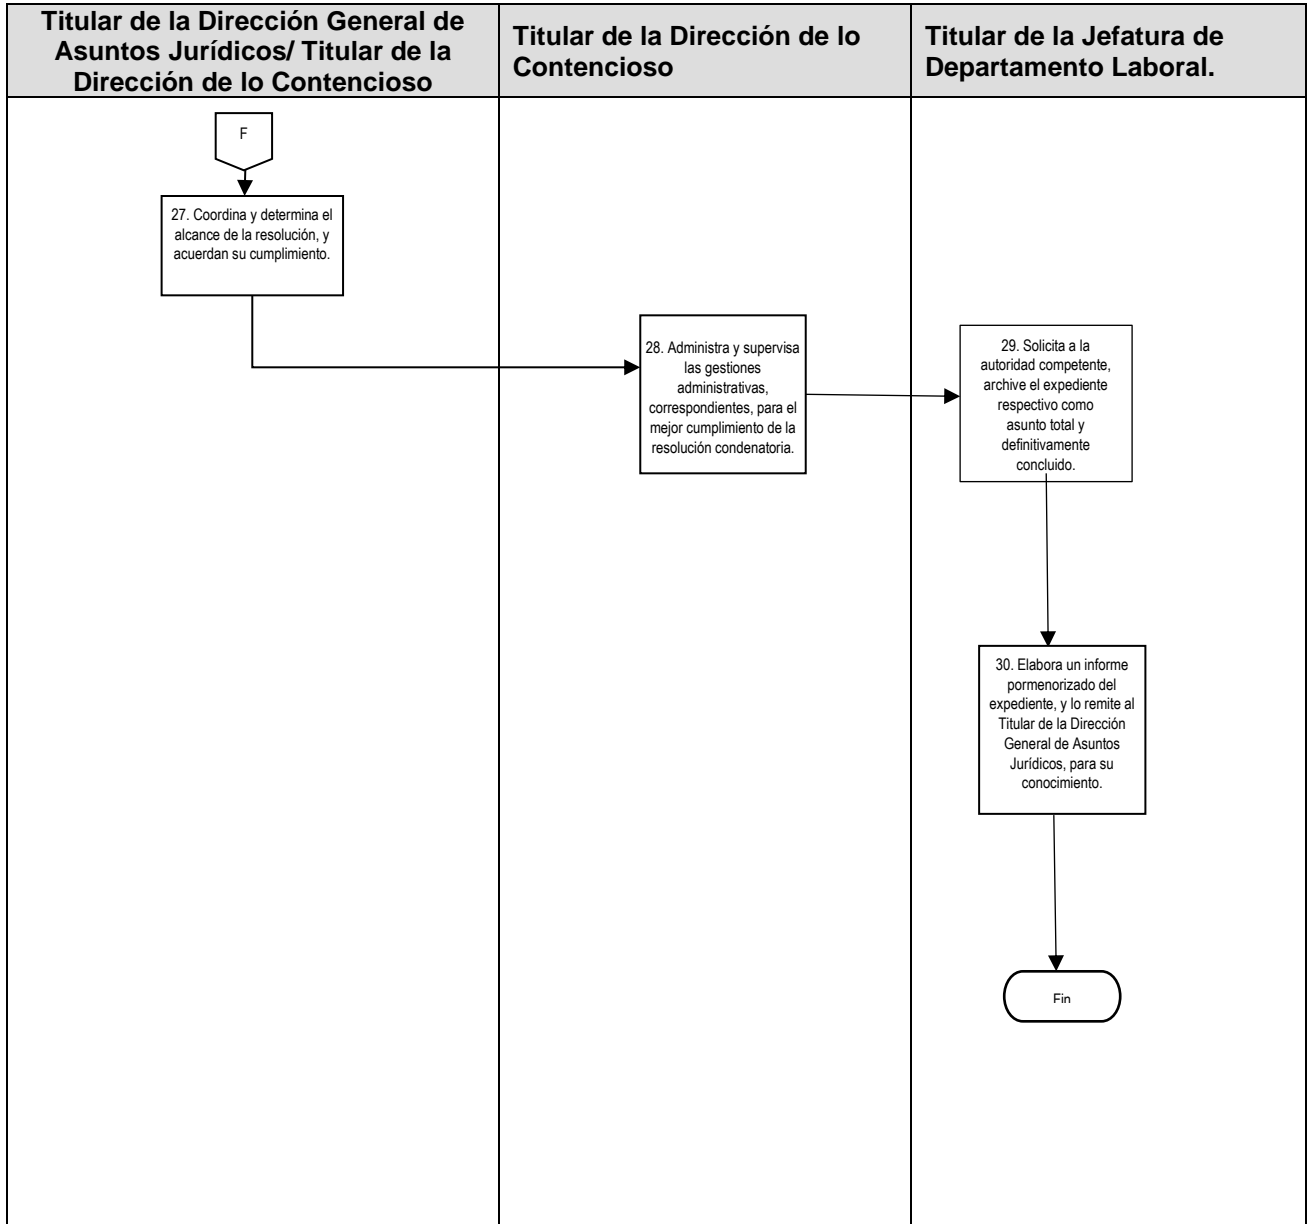 Titular de la Dirección General de
Asuntos Jurídicos/ Titular de la
Dirección de lo Contencioso
Titular de la Dirección de lo
Contencioso
Titular de la Jefatura de
Departamento Laboral.
F
27. Coordina y determina el
alcance de la resolución, y
acuerdan su cumplimiento.
28. Administra y supervisa
las gestiones
administrativas,
correspondientes, para el
mejor cumplimiento de la
resolución condenatoria.
29. Solicita a la
autoridad competente,
archive el expediente
respectivo como
asunto total y
definitivamente
concluido.
30. Elabora un informe
pormenorizado del
expediente, y lo remite al
Titular de la Dirección
General de Asuntos
Jurídicos, para su
conocimiento.
Fin